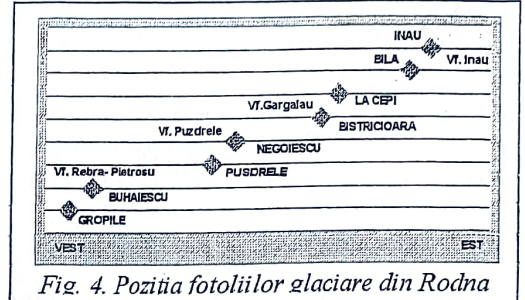 INAU
BILA Vf. Inau
LA CEPI
Vf.Gargalau
BISTRICIOARA
Vf. Puzdrele
NEGOIESCU
Vf. Rebra-Pietrosu PUSDRELE
BUHAIESCU
GROPILE
VEST EST
Fig. 4. Pozitia fotoliilor glaciare din Rodna